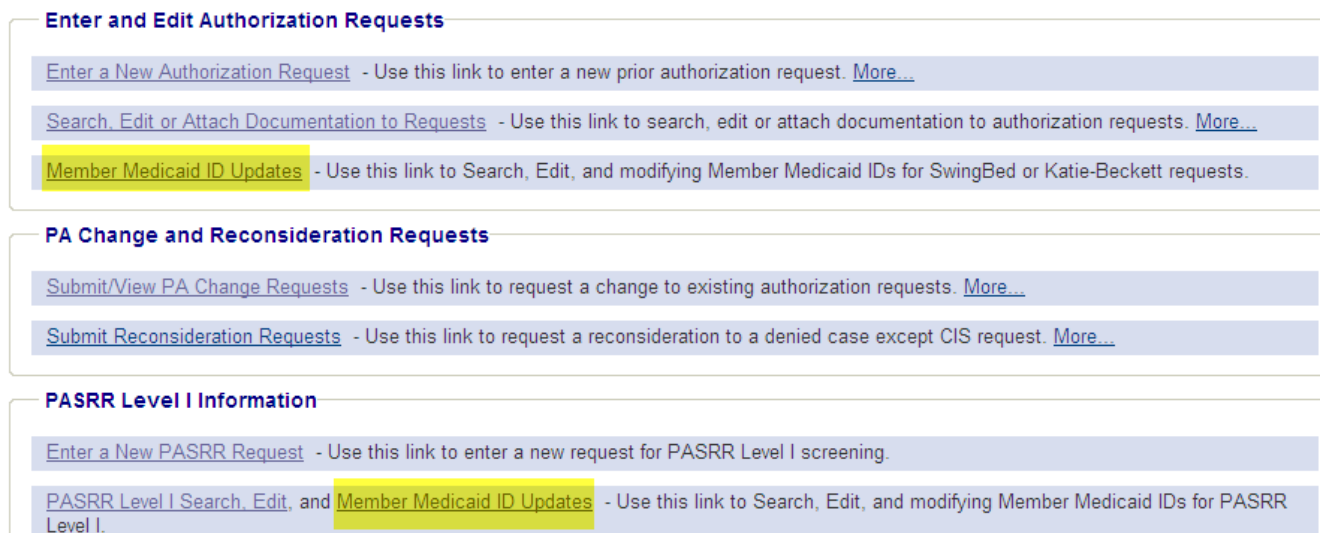 Enter and Edit Authorization Requests
Enter a New Authorization Request - Use this link to enter a new prior authorization request. More...
Search, Edit or Attach Documentation to Requests - Use this link to search, edit or attach documentation to authorization requests. More...
Member Medicaid ID Updates - Use this link to Search, Edit, and modifying Member Medicaid IDs for SwingBed or Katie-Beckett requests.
PA Change and Reconsideration Requests
Submit/View PA Change Requests - Use this link to request a change to existing authorization requests. More...
Submit Reconsideration Requests - Use this link to request a reconsideration to a denied case except CIS request. More...
PASRR Level I Information
Enter a New PASRR Request - Use this link to enter a new request for PASRR Level I screening.
PASRR Level I Search, Edit, and Member Medicaid ID Updates - Use this link to Search, Edit, and modifying Member Medicaid IDs for PASRR
Level I.